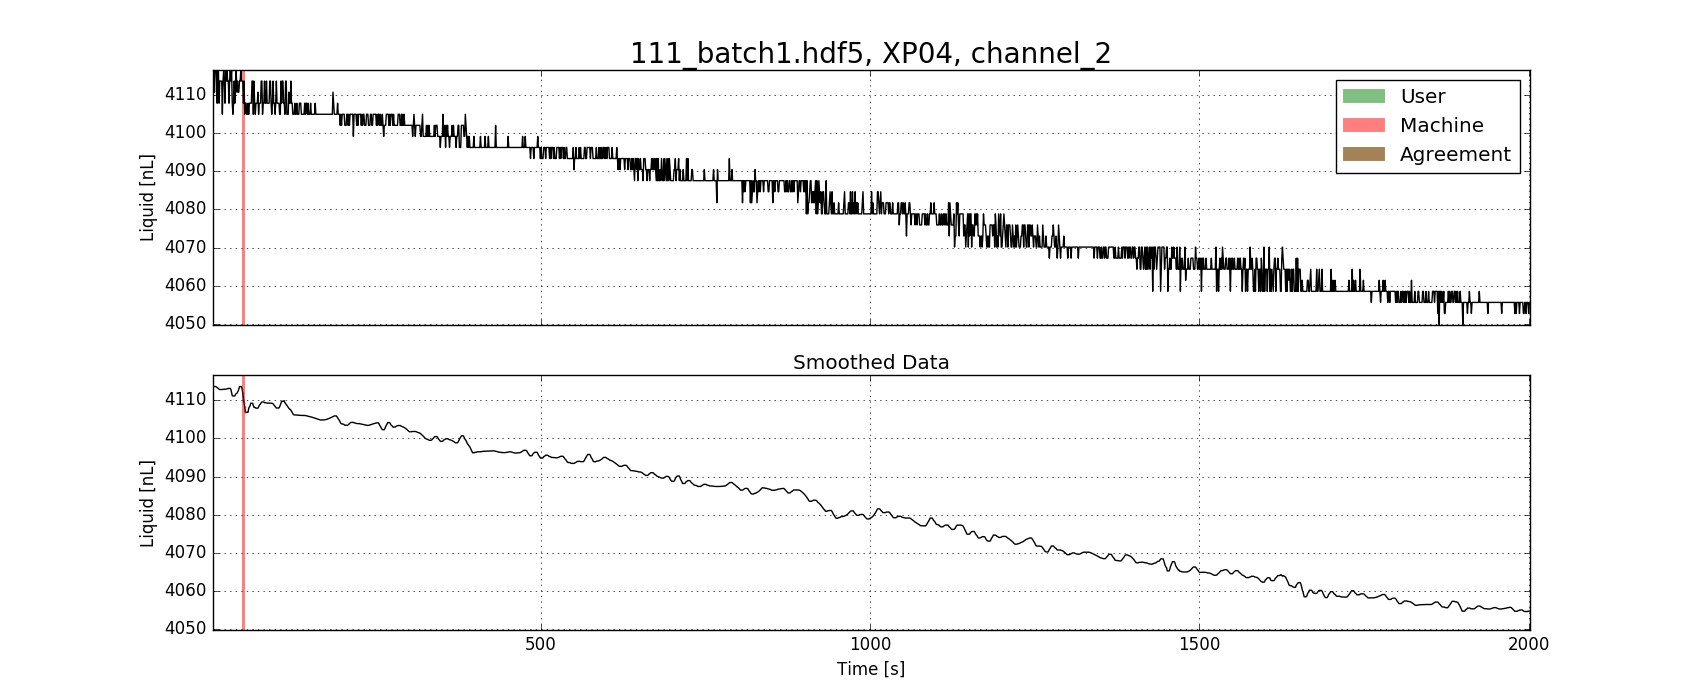 111_batch1.hdf5, XP04, channel_2
4110
4100
4090
4080
4070
4060
4050
Liquid [nL]
User
Machine
Agreement
Smoothed Data
4110
4100
4090
4080
4070
4060
4050
Liquid [nL]
500
1000
1500
2000
Time [s]